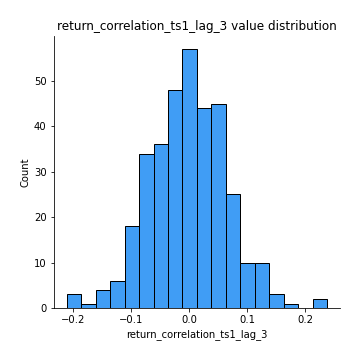 return_correlation_ts1_lag_3 value distribution
Count
50
40
30
20
10
0
−0.2 −0.1 0.0 0.1 0.2
return_correlation_ts1_lag_3